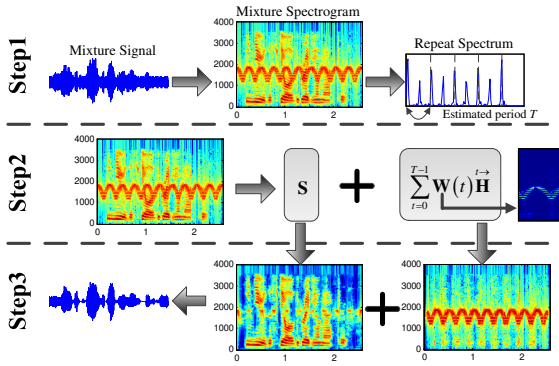 Step1
Mixture Signal
Mixture Spectrogram
Repeat Spectrum
4000
3000
2000
1000
0
0 1 2
Estimated period T
Step2
4000
3000
2000
1000
0
0 1 2
S
+
T-1
∑ W(t) H
t→
t=0
Step3
4000
3000
2000
1000
0
0 1 2
+
4000
3000
2000
1000
0
0 1 2